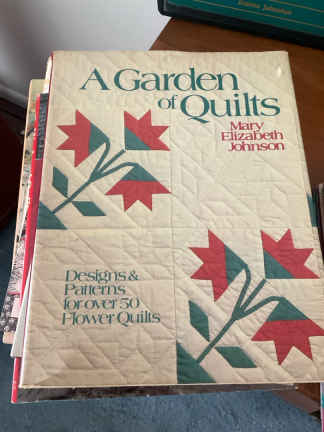 A Garden
of Quilts
Mary
Elizabeth
Johnson
Designs &
Patterns
for over 50
Flower Quilts